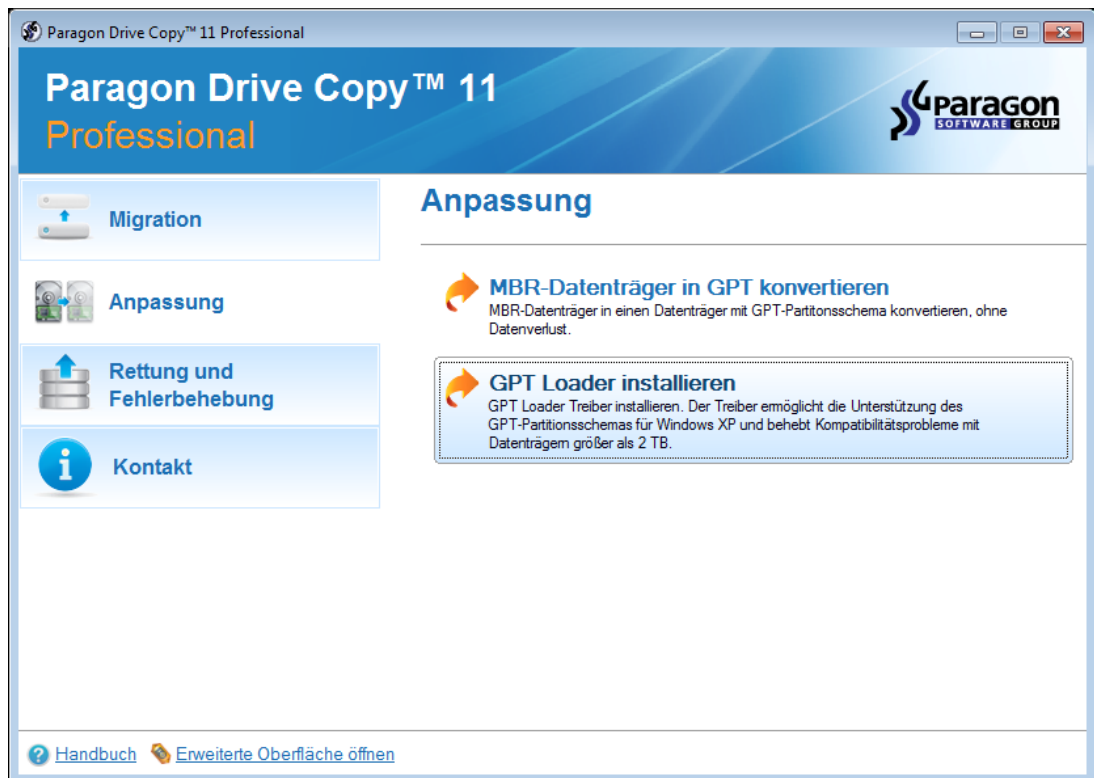 Paragon Drive Copy™ 11 Professional
Paragon Drive Copy™ 11
Professional
Paragon
SOFTWARE GROUP
Migration
Anpassung
Rettung und
Fehlerbehebung
Kontakt
Anpassung
MBR-Datenträger in GPT konvertieren
MBR-Datenträger in einen Datenträger mit GPT-Partitonsschema konvertieren, ohne
Datenverlust.
GPT Loader installieren
GPT Loader Treiber installieren. Der Treiber ermöglicht die Unterstützung des
GPT-Partitionsschemas für Windows XP und behebt Kompatibilitätsprobleme mit
Datenträgern größer als 2 TB.
Handbuch
Erweiterte Oberfläche öffnen